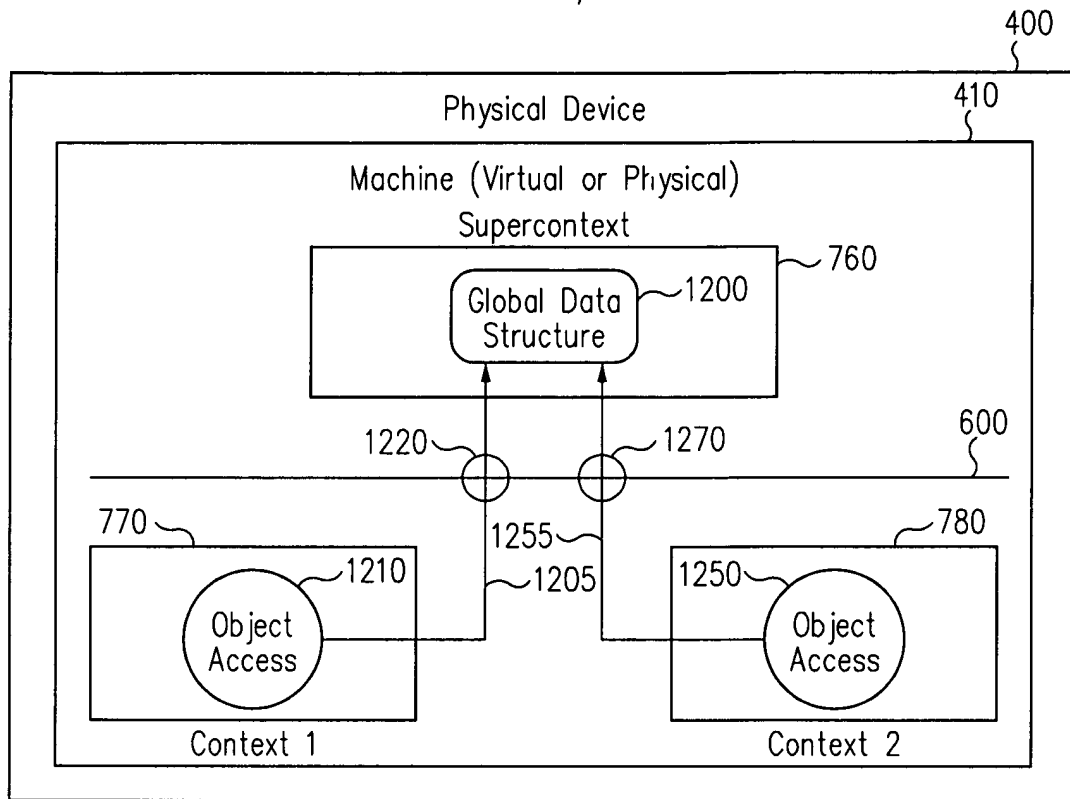 400
Physical Device
410
Machine (Virtual or Physical)
Supercontext
760
Global Data
Structure
1200
1220
1270
600
770
1255
780
1210
1205
1250
Object
Access
Object
Access
Context 1
Context 2